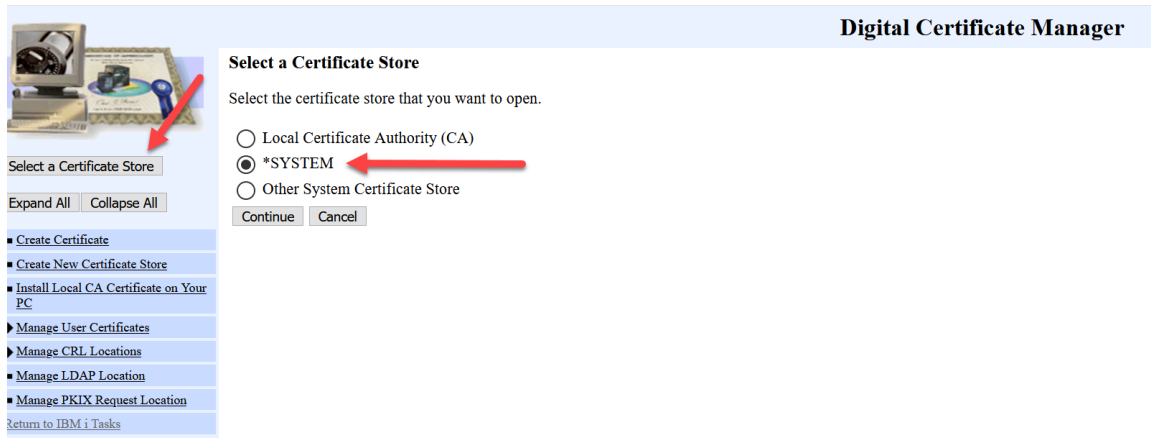 Digital Certificate Manager
Select a Certificate Store
Expand All Collapse All
Create Certificate
Create New Certificate Store
Install Local CA Certificate on Your
PC
Manage User Certificates
Manage CRL Locations
Manage LDAP Location
Manage PKIX Request Location
Return to IBM i Tasks
Select a Certificate Store
Select the certificate store that you want to open.
Local Certificate Authority (CA)
*SYSTEM
Other System Certificate Store
Continue Cancel